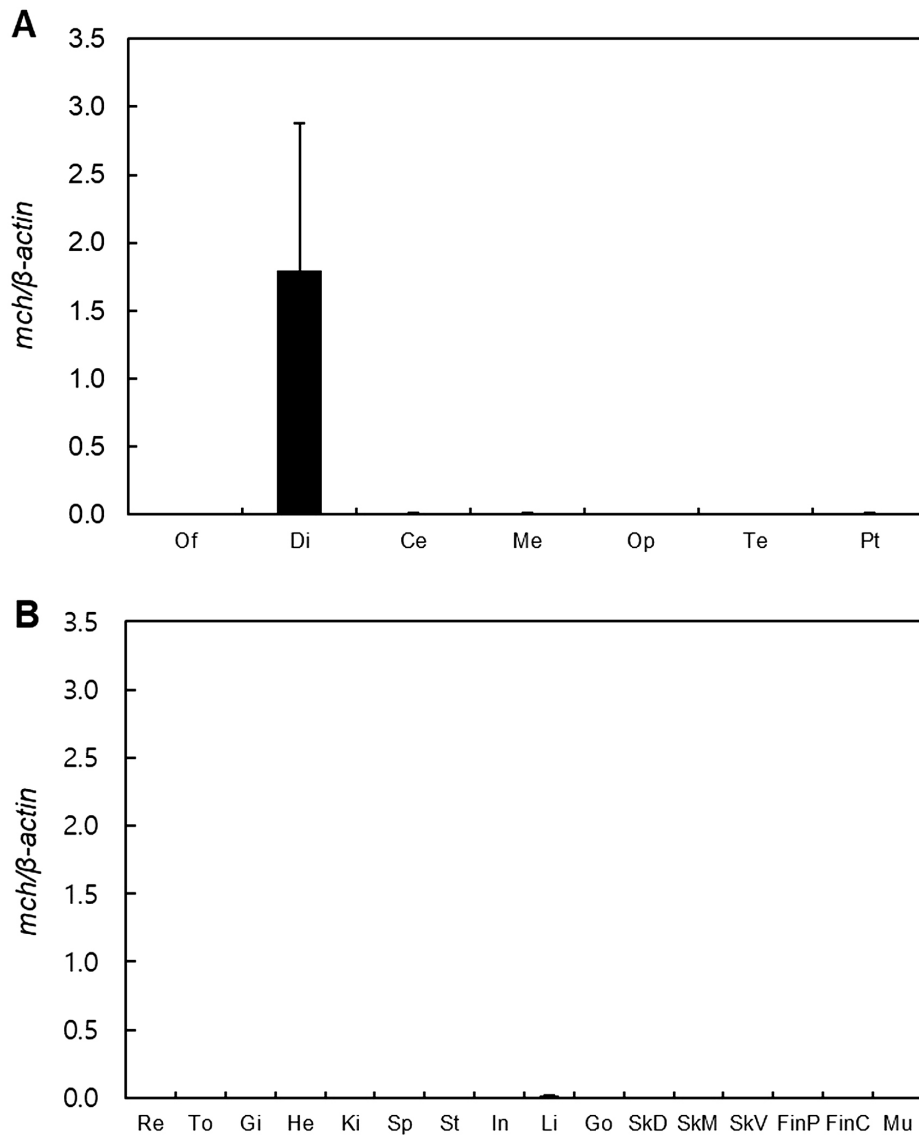 A
3.5
3.0
2.5
2.0
1.5
1.0
0.5
0.0
mch/β-actin
Of Di Ce Me Op Te Pt
B
3.5
3.0
2.5
2.0
1.5
1.0
0.5
0.0
mch/β-actin
Re To Gi He Ki Sp St In Li Go SkD SkM SkV FinP FinC Mu